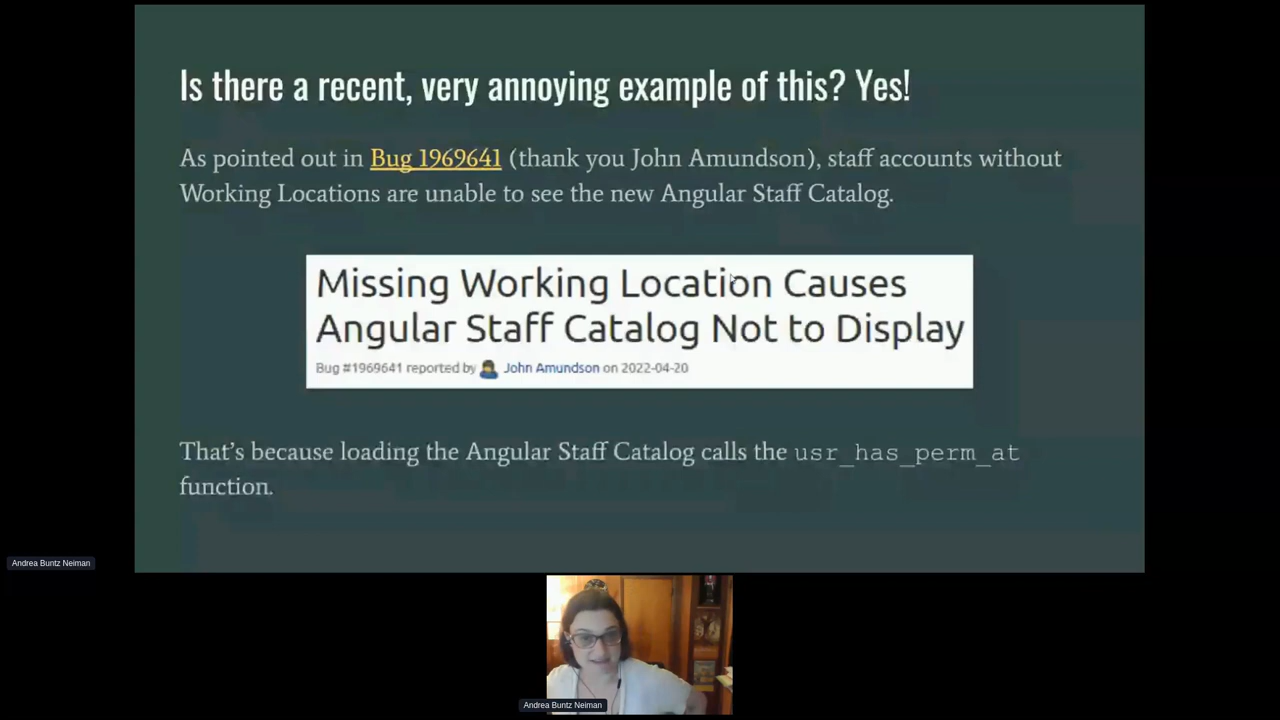 Is there a recent, very annoying example of this? Yes!
As pointed out in Bug 1969641 (thank you John Amundson), staff accounts without
Working Locations are unable to see the new Angular Staff Catalog.
Missing Working Location Causes
Angular Staff Catalog Not to Display
Bug #1969641 reported by John Amundson on 2022-04-20
That's because loading the Angular Staff Catalog calls the usr_has_perm_at
function.
Andrea Buntz Neiman
Andrea Buntz Neiman